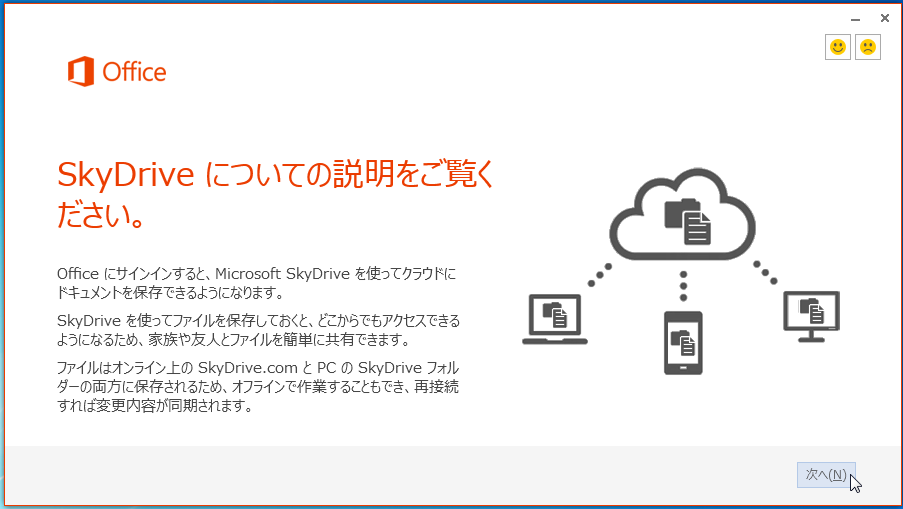 Office
SkyDrive についての説明をご覧く
ださい。
Office にサインインすると、Microsoft SkyDrive を使ってクラウドに
ドキュメントを保存できるようになります。
SkyDrive を使ってファイルを保存しておくと、どこからでもアクセスできる
ようになるため、家族や友人とファイルを簡単に共有できます。
ファイルはオンライン上の SkyDrive.com と PC の SkyDrive フォル
ダーの両方に保存されるため、オフラインで作業することもでき、再接続
すれば変更内容が同期されます。
次へ(N)